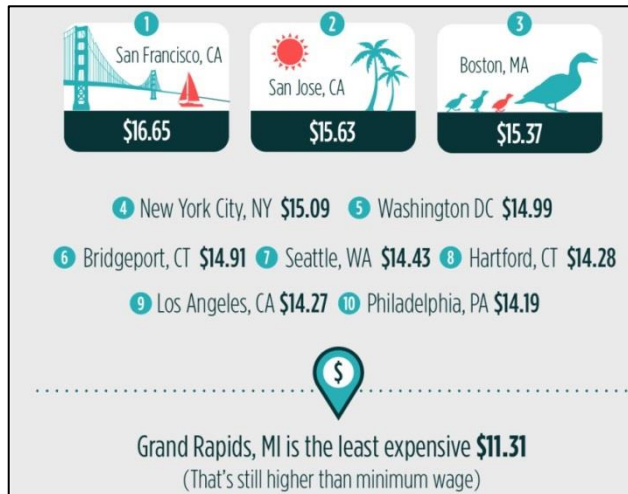 1
San Francisco, CA
$16.65
2
San Jose, CA
$15.63
3
Boston, MA
$15.37
4 New York City, NY $15.09 5 Washington DC $14.99
6 Bridgeport, CT $14.91 7 Seattle, WA $14.43 8 Hartford, CT $14.28
9 Los Angeles, CA $14.27 10 Philadelphia, PA $14.19
$
Grand Rapids, MI is the least expensive $11.31
(That's still higher than minimum wage)